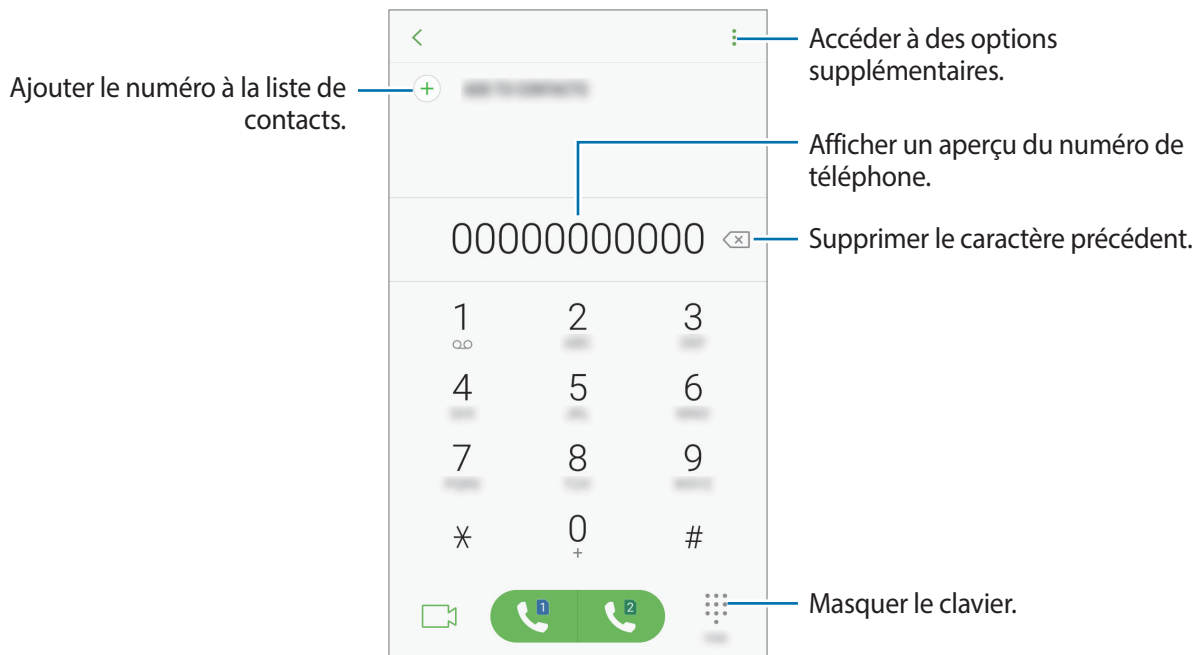 Accéder à des options
supplémentaires.
Ajouter le numéro à la liste de
contacts.
Afficher un aperçu du numéro de
téléphone.
00000000000
Supprimer le caractère précédent.
1 2 3
4 5 6
7 8 9
* 0 #
+
1 2
Masquer le clavier.